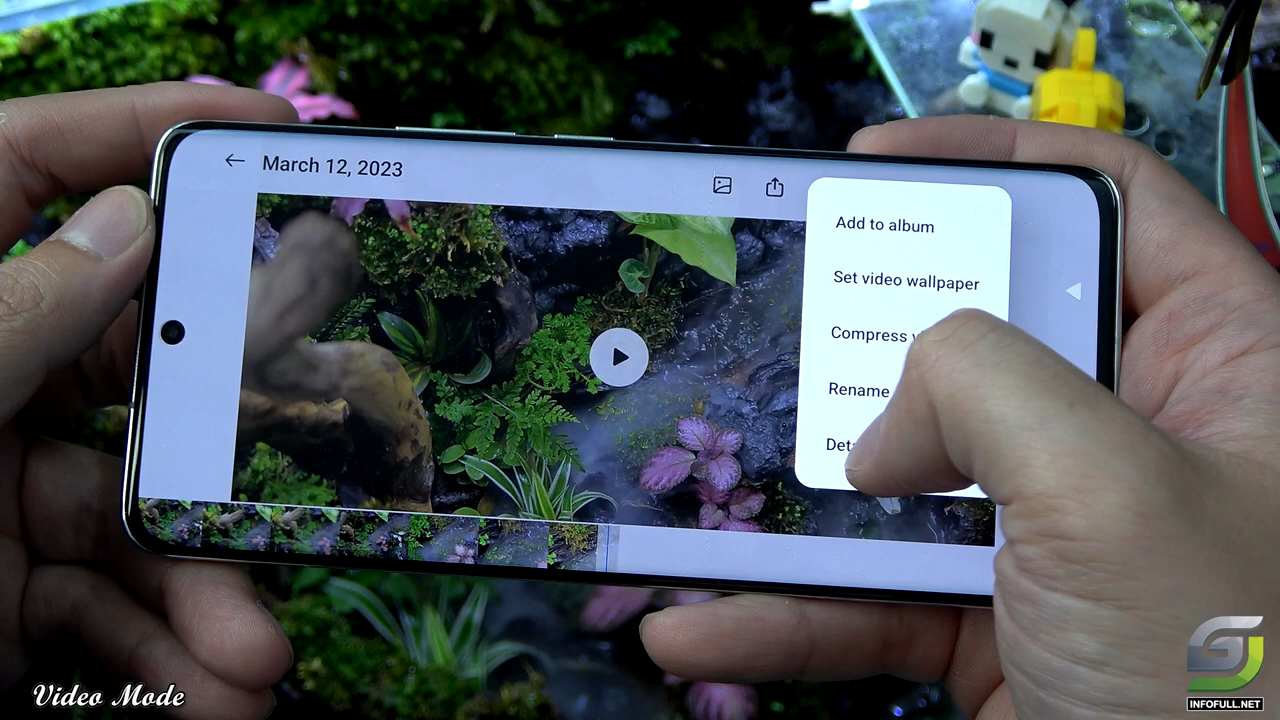 March 12, 2023
Add to album
Set video wallpaper
Compress
Rename
Video Mode
INFOFULL.NET